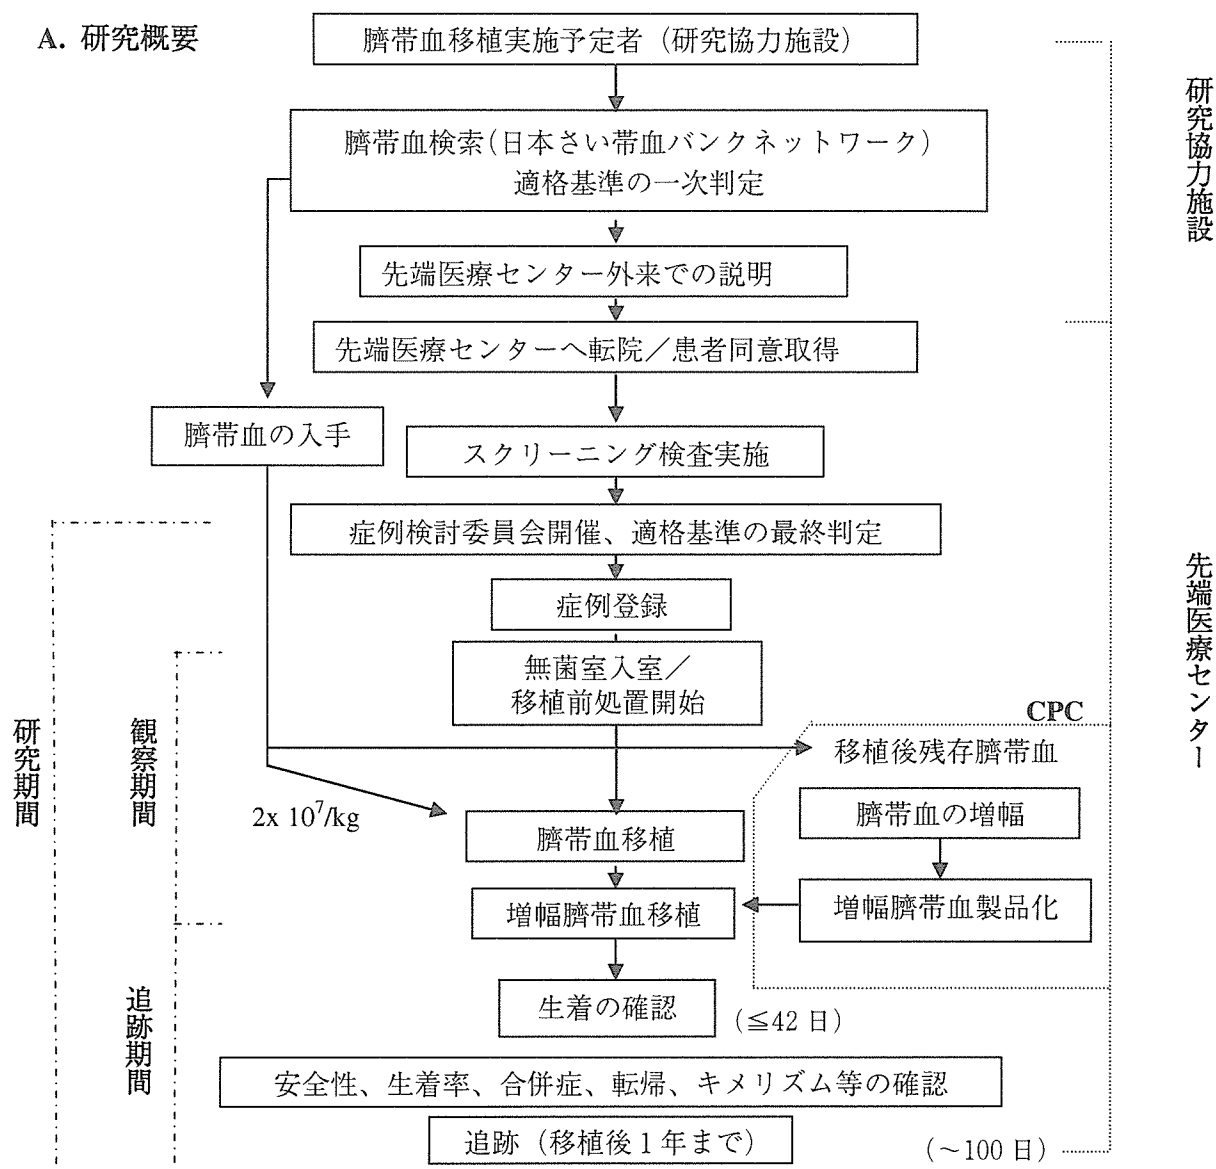 A. 研究概要
臍帯血移植実施予定者（研究協力施設）
臍帯血検索(日本さい帯血バンクネットワーク)
適格基準の一次判定
先端医療センター外来での説明
先端医療センターへ転院／患者同意取得
臍帯血の入手
スクリーニング検査実施
症例検討委員会開催、適格基準の最終判定
症例登録
無菌室入室／
移植前処置開始
CPC
移植後残存臍帯血
2x 10⁷/kg
臍帯血の増幅
臍帯血移植
増幅臍帯血製品化
増幅臍帯血移植
生着の確認
(≦42 日)
安全性、生着率、合併症、転帰、キメリズム等の確認
追跡（移植後 1 年まで）
(～100 日)
研究協力施設
先端医療センター
研究期間
観察期間
追跡期間